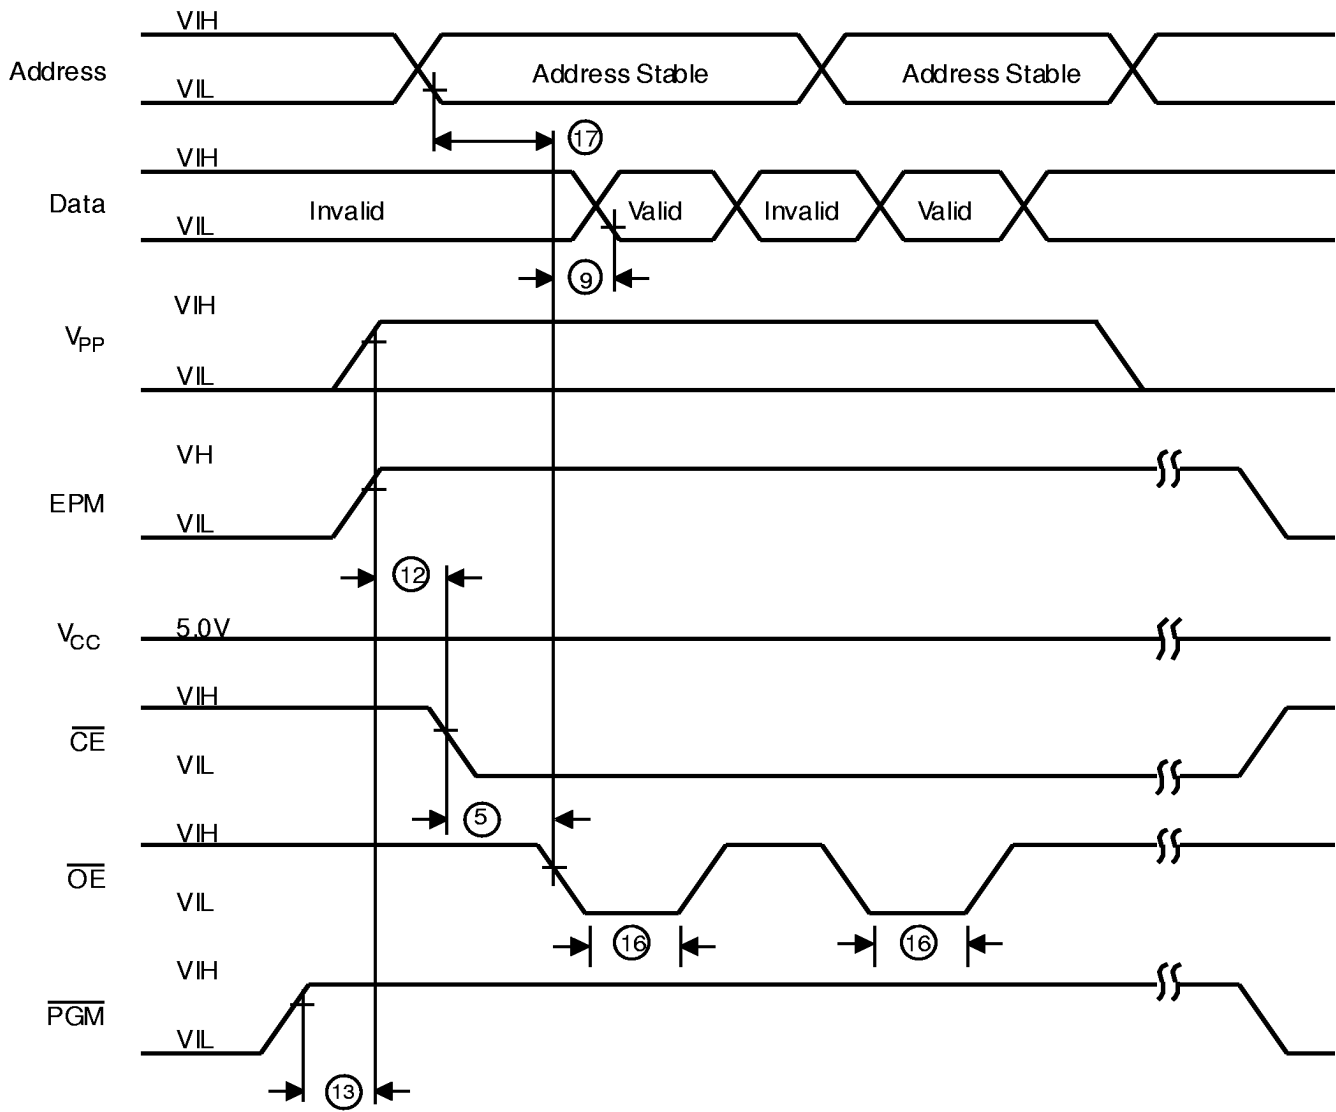 VIH
Address
Address Stable
Address Stable
VIL
17
VIH
Data
Invalid
Valid
Invalid
Valid
VIL
9
VIH
VPP
VIL
VH
EPM
VIL
12
VCC
5.0V
VIH
CE
VIL
5
VIH
OE
VIL
16
16
VIH
PGM
VIL
13